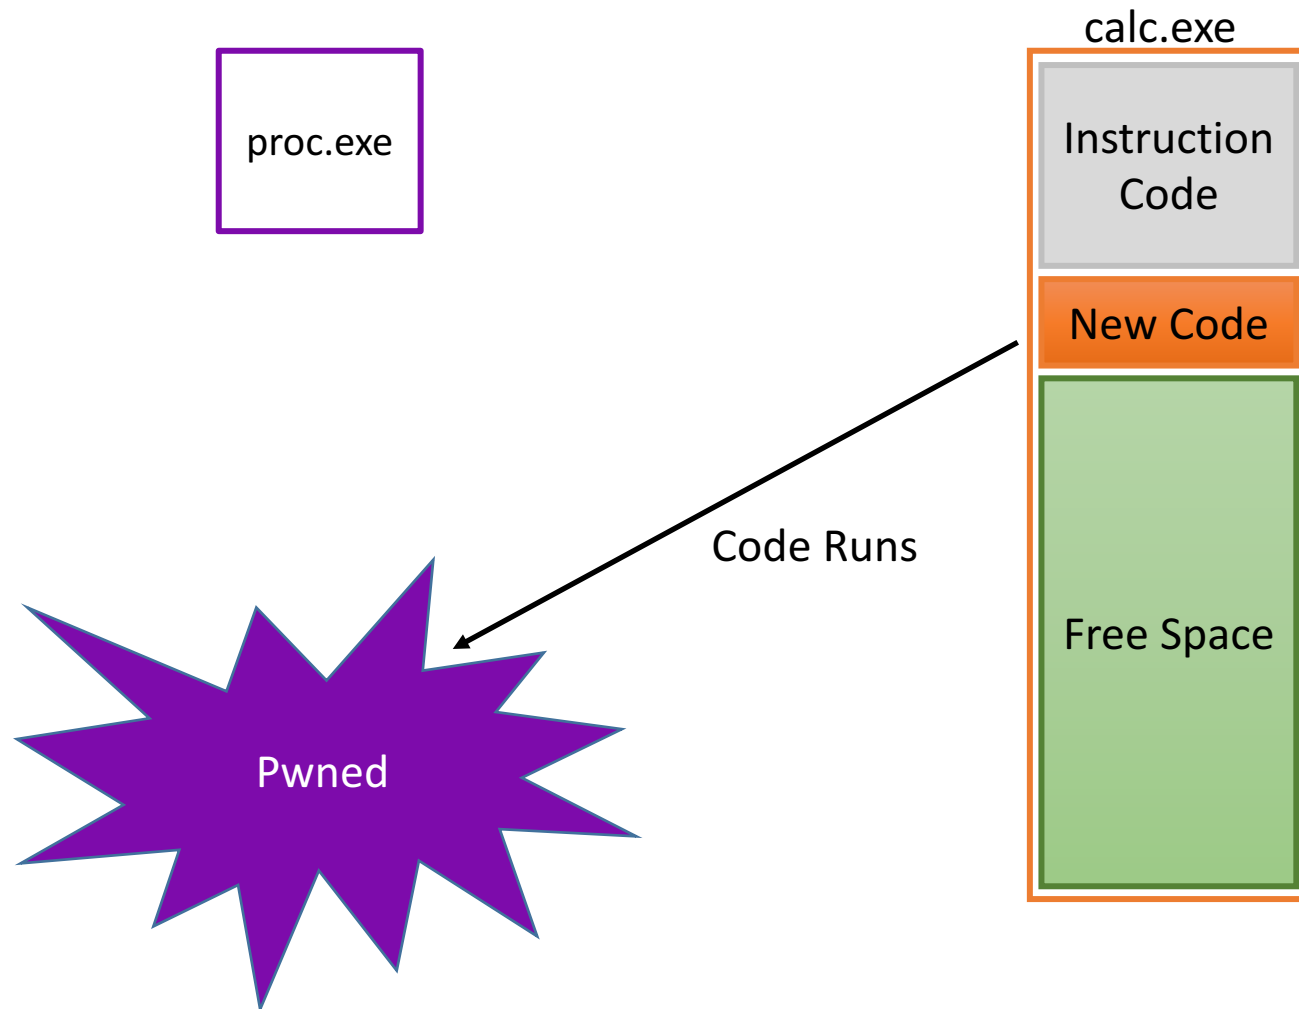 calc.exe
proc.exe
Instruction
Code
New Code
Code Runs
Free Space
Pwned